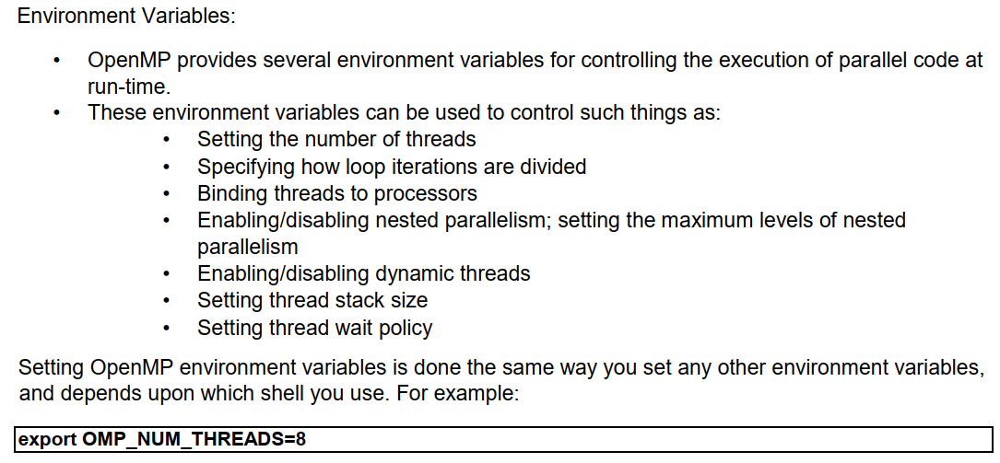 Environment Variables:
• OpenMP provides several environment variables for controlling the execution of parallel code at
run-time.
• These environment variables can be used to control such things as:
• Setting the number of threads
• Specifying how loop iterations are divided
• Binding threads to processors
• Enabling/disabling nested parallelism; setting the maximum levels of nested
parallelism
• Enabling/disabling dynamic threads
• Setting thread stack size
• Setting thread wait policy
Setting OpenMP environment variables is done the same way you set any other environment variables,
and depends upon which shell you use. For example:
export OMP_NUM_THREADS=8